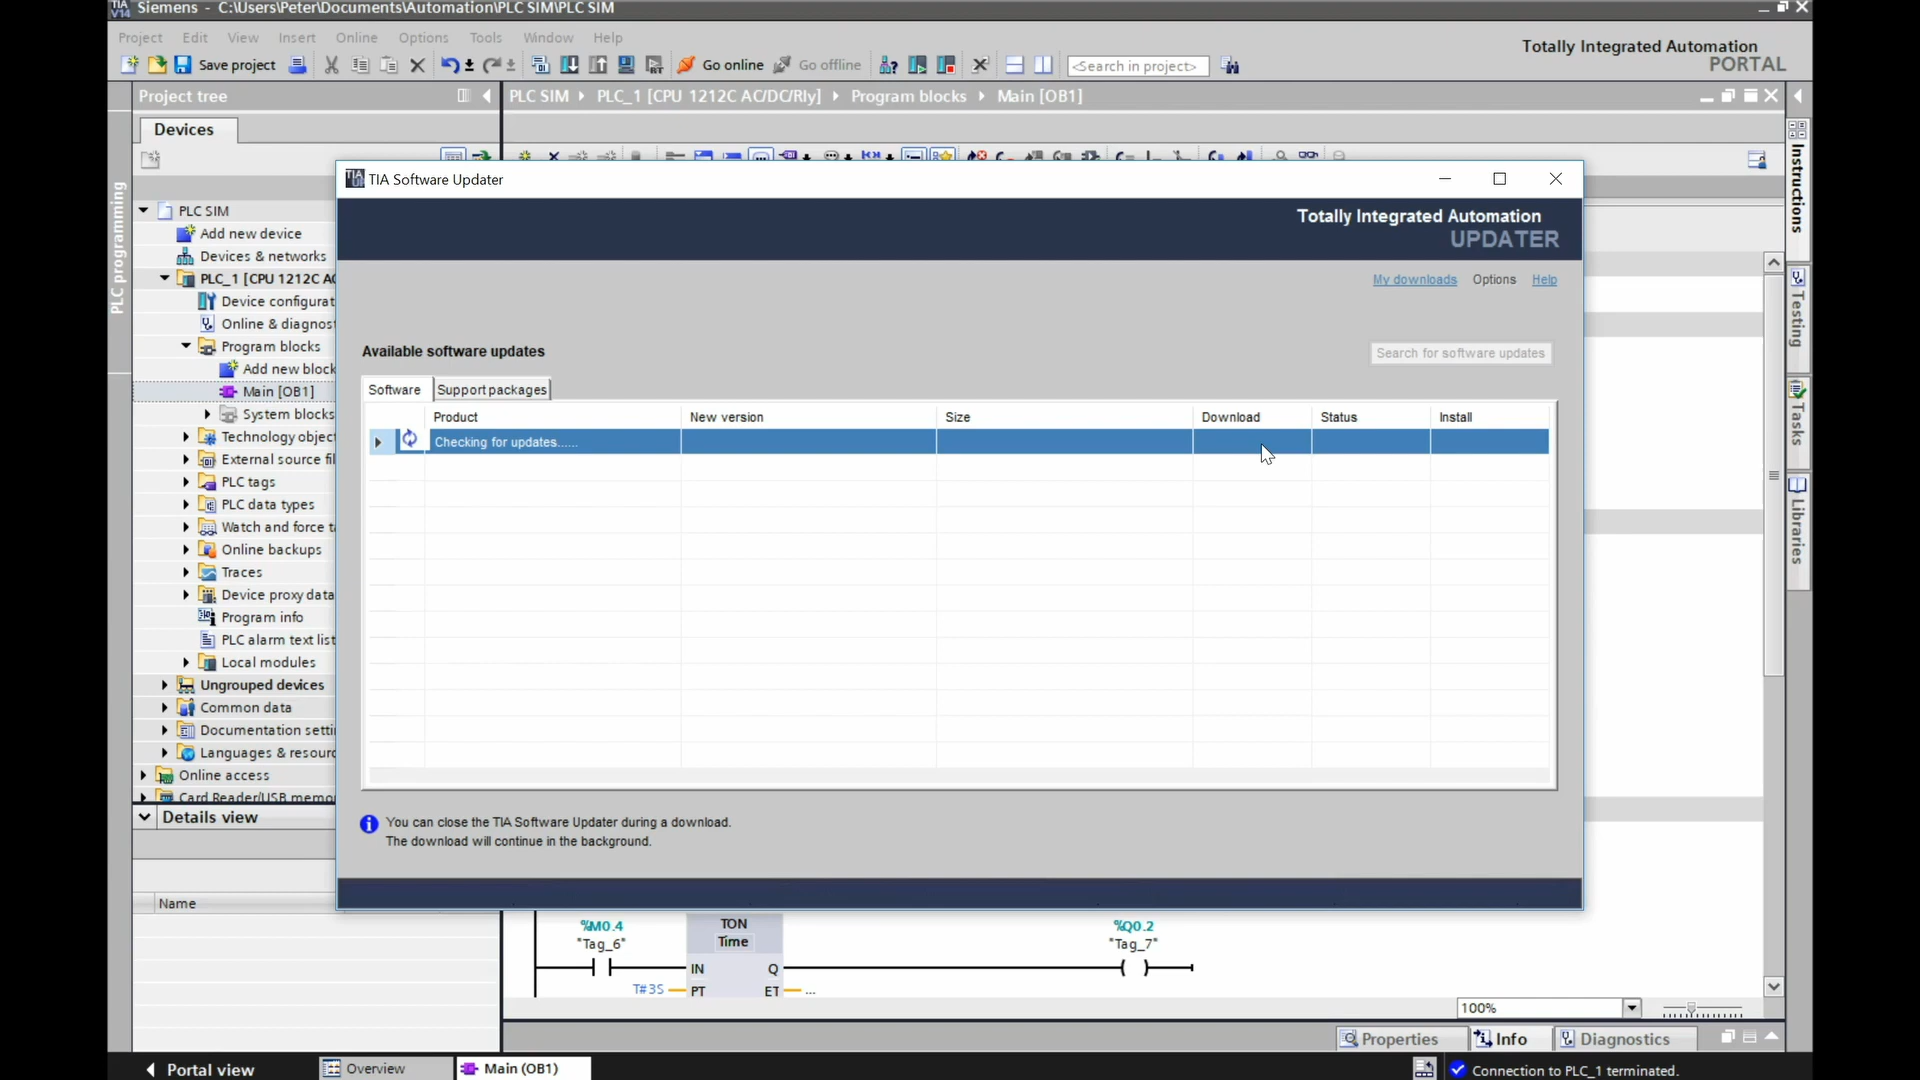 TIA
V14 Siemens - C:\Users\Peter\Documents\Automation\PLC SIM\PLC SIM
Project Edit View Insert Online Options Tools Window Help
Totally Integrated Automation
PORTAL
Save project Go online Go offline <Search in project>
Project tree
PLC SIM PLC_1 [CPU 1212C AC/DC/Rly] Program blocks Main [OB1]
Devices
PLC programming
Instructions
Testing
Tasks
Libraries
PLC SIM
Add new device
Devices & networks
PLC_1 [CPU 1212C AC
Device configurat
Online & diagnost
Program blocks
Add new block
Main [OB1]
System blocks
Technology object
External source fil
PLC tags
PLC data types
Watch and force t
Online backups
Traces
Device proxy data
Program info
PLC alarm text list
Local modules
Ungrouped devices
Common data
Documentation setti
Languages & resourc
Online access
Card Reader/USB memor
Details view
Name
TIA Software Updater
Totally Integrated Automation
UPDATER
My downloads Options Help
Available software updates
Search for software updates
Software Support packages
Product New version Size Download Status Install
Checking for updates......
You can close the TIA Software Updater during a download.
The download will continue in the background.
%M0.4
"Tag_6"
TON
Time
%Q0.2
"Tag_7"
IN Q
T#3S PT ET ...
100%
Properties Info Diagnostics
Portal view Overview Main (OB1) Connection to PLC_1 terminated.